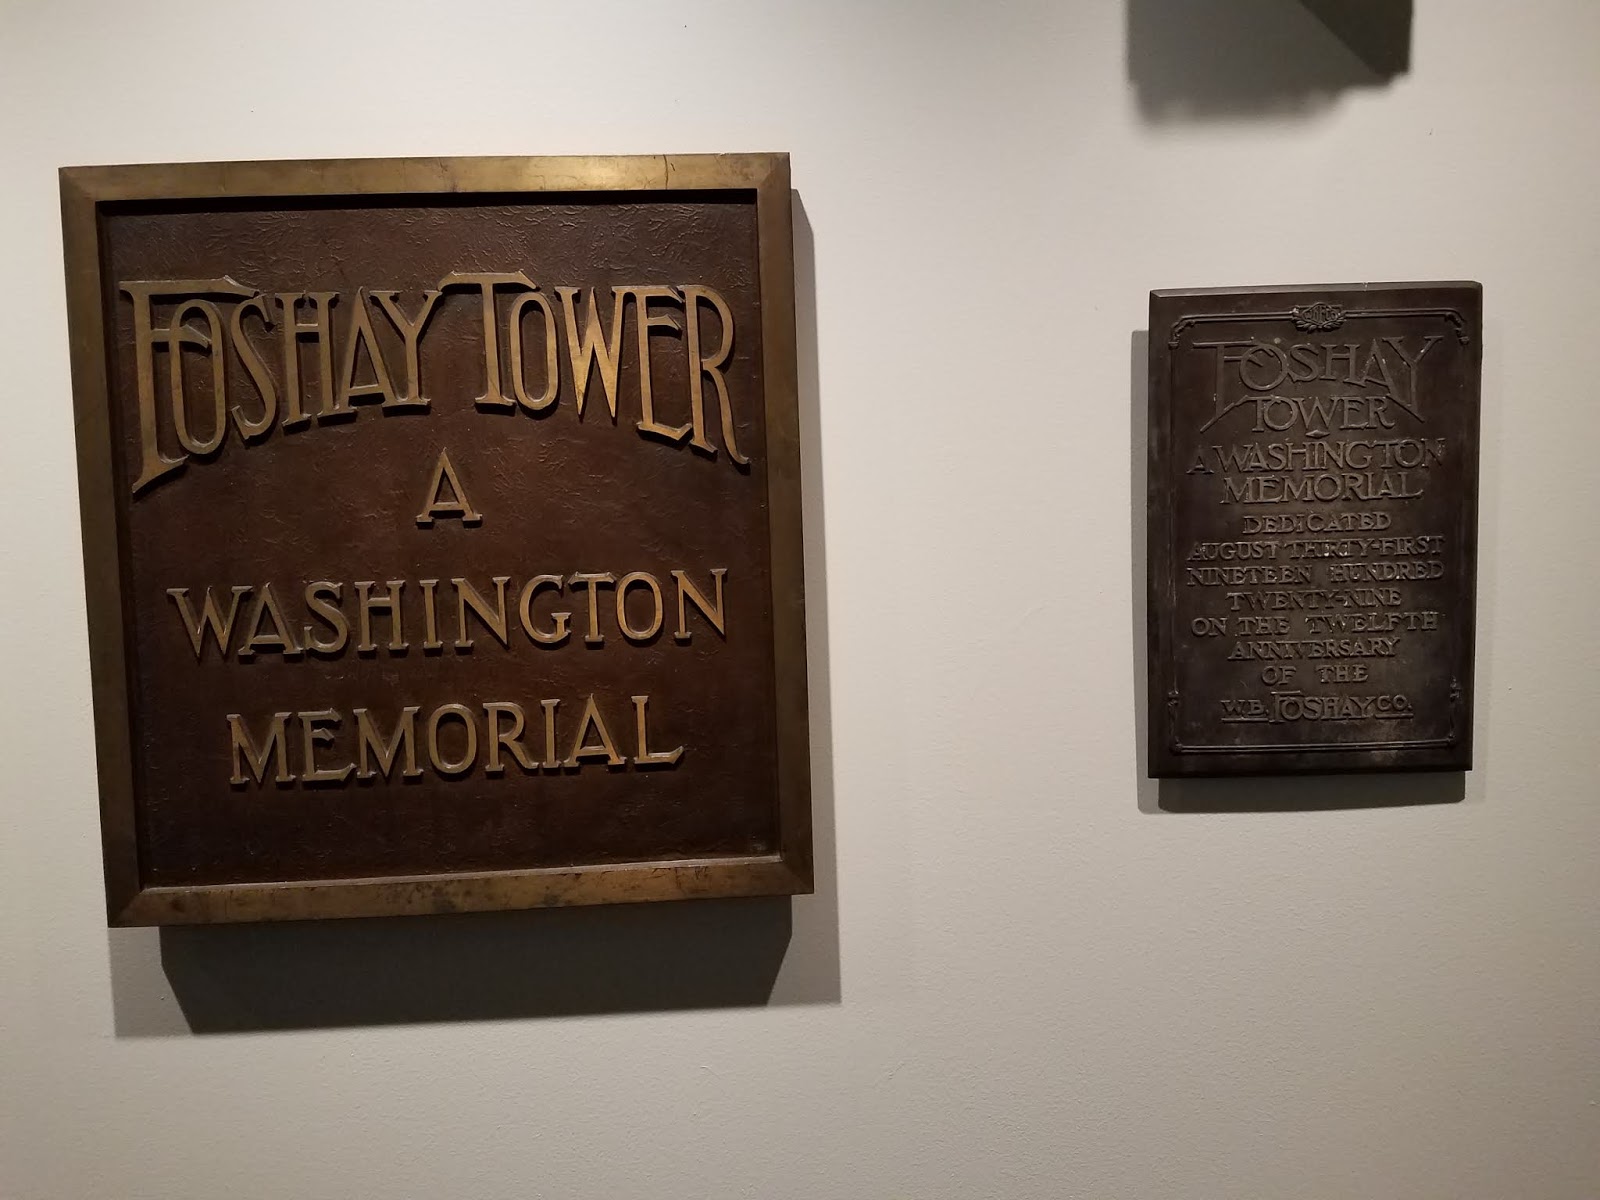 FOSHAY TOWER
A
WASHINGTON
MEMORIAL
FOSHAY
TOWER
A WASHINGTON
MEMORIAL
DEDICATED
AUGUST THIRTY-FIRST
NINETEEN HUNDRED
TWENTY-NINE
ON THE TWELFTH
ANNIVERSARY
OF THE
W.B. FOSHAY CO.